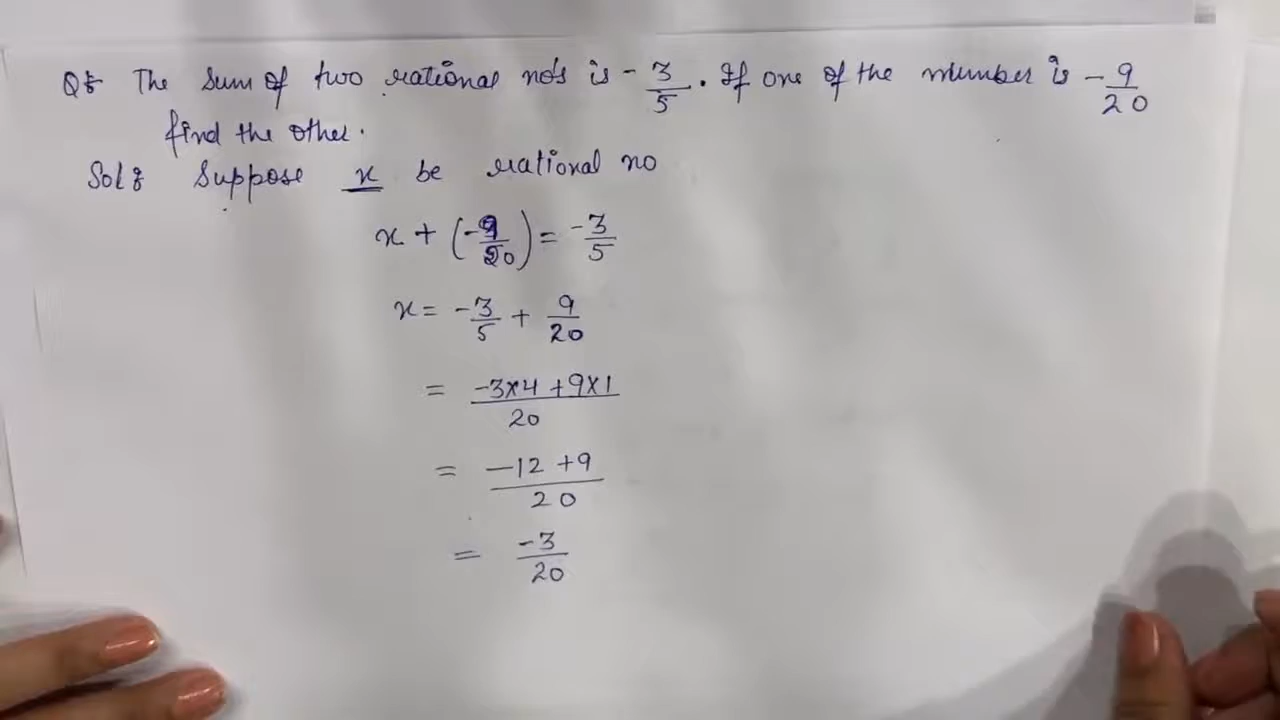 Q: The sum of two rational no's is -3/5. If one of the number is -9/20
find the other.
Sol: Suppose x be rational no
x + (-9/20) = -3/5
x = -3/5 + 9/20
= (-3×4 + 9×1)/20
= (-12 + 9)/20
= -3/20